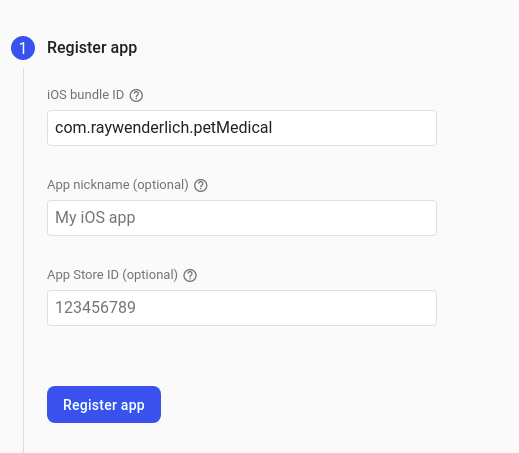 1 Register app
iOS bundle ID ?
com.raywenderlich.petMedical
App nickname (optional) ?
My iOS app
App Store ID (optional) ?
123456789
Register app